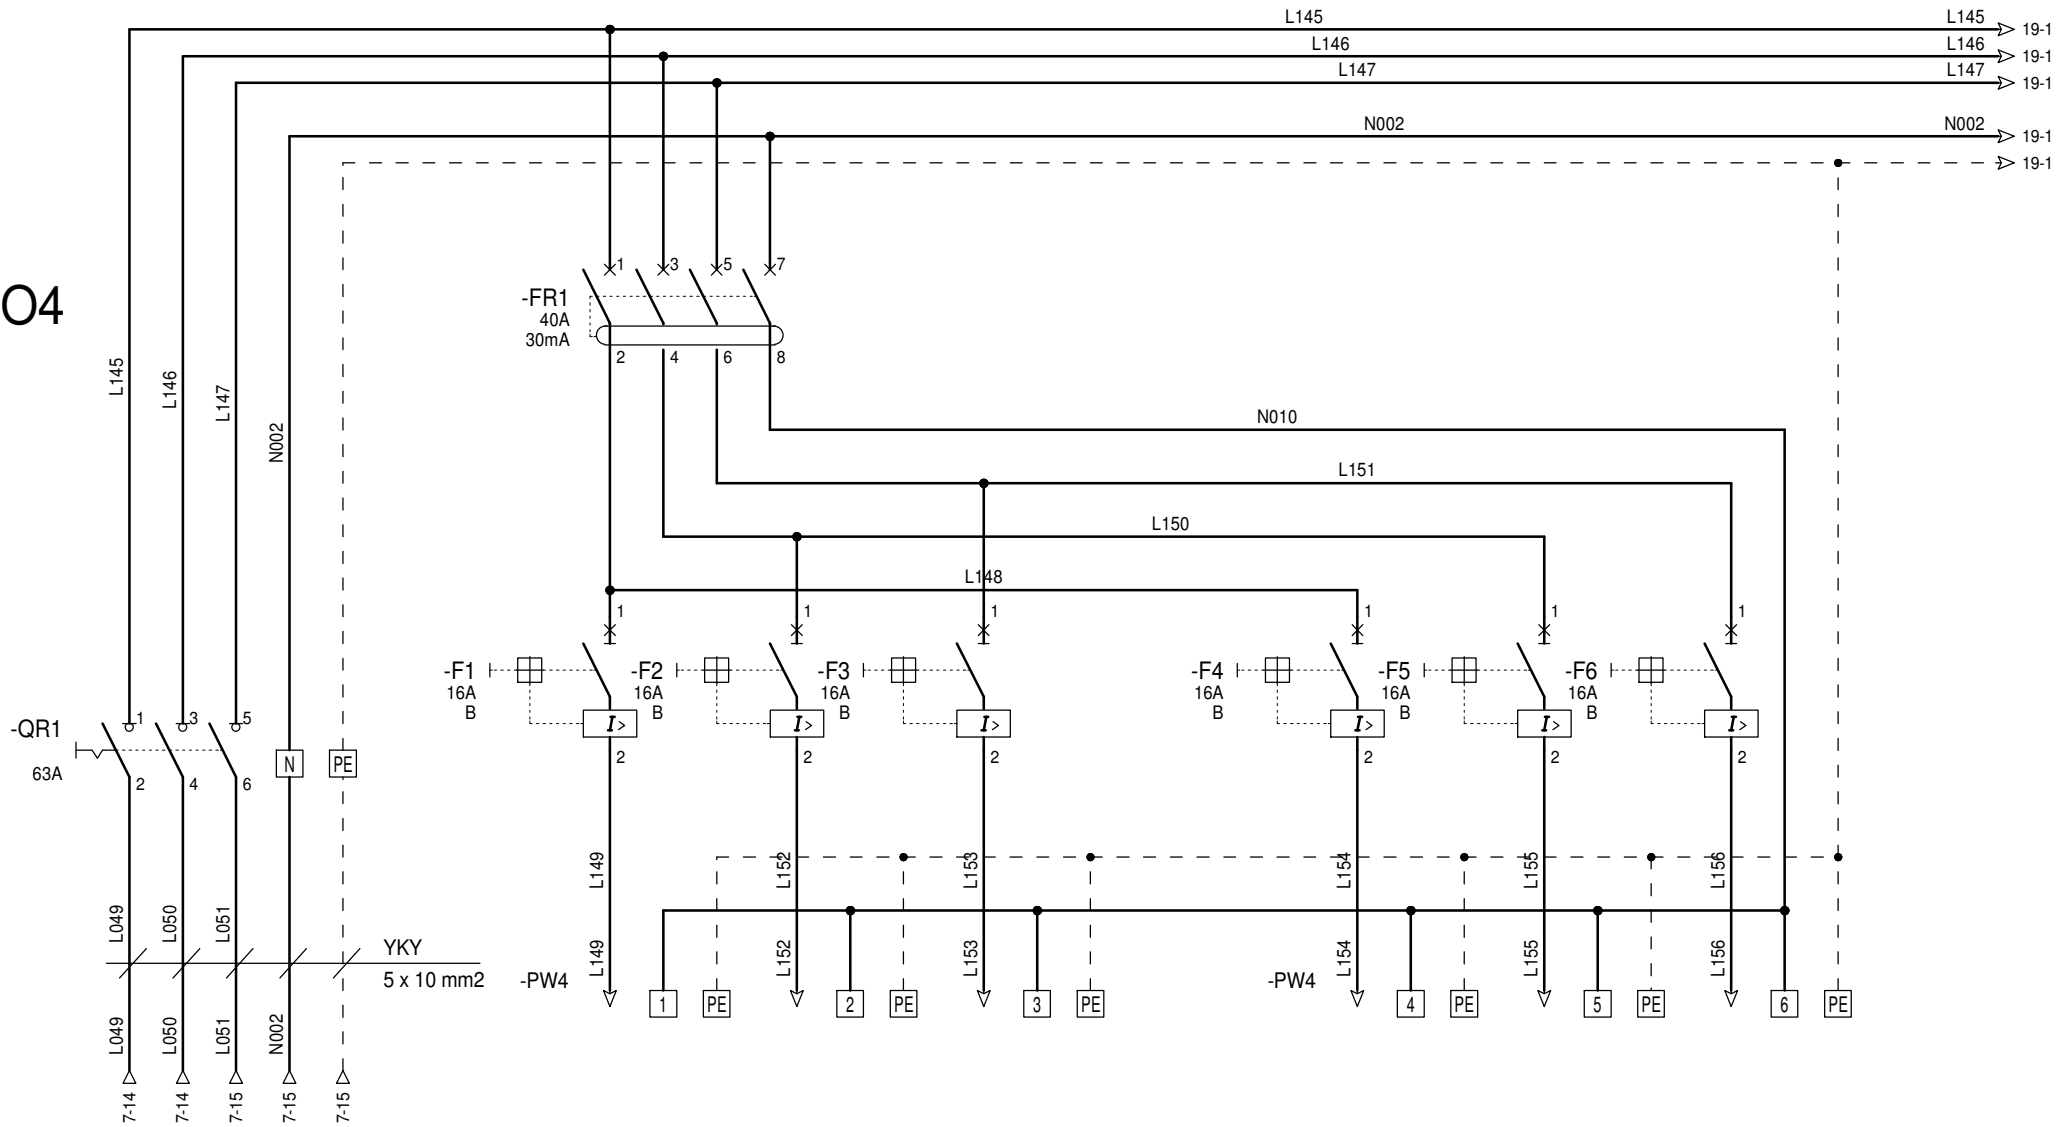 L145 L145 19-1
L146 L146 19-1
L147 L147 19-1
N002 N002 19-1
19-1
O4
1 3 5 7
-FR1
40A
30mA
2 4 6 8
L145 L146 L147 N002
N010
L151
L150
L148
1 1 1 1 1 1
-F1 -F2 -F3 -F4 -F5 -F6
16A 16A 16A 16A 16A 16A
B B B B B B
I> I> I> I> I> I>
2 2 2 2 2 2
-QR1 1 3 5
63A
N PE
2 4 6
L149 L152 L153 L154 L155 L156
L049 L050 L051
YKY
5 x 10 mm2
L149 L152 L153 L154 L155 L156
-PW4 -PW4
1 PE 2 PE 3 PE 4 PE 5 PE 6 PE
L049 L050 L051 N002
7-14 7-14 7-15 7-15 7-15